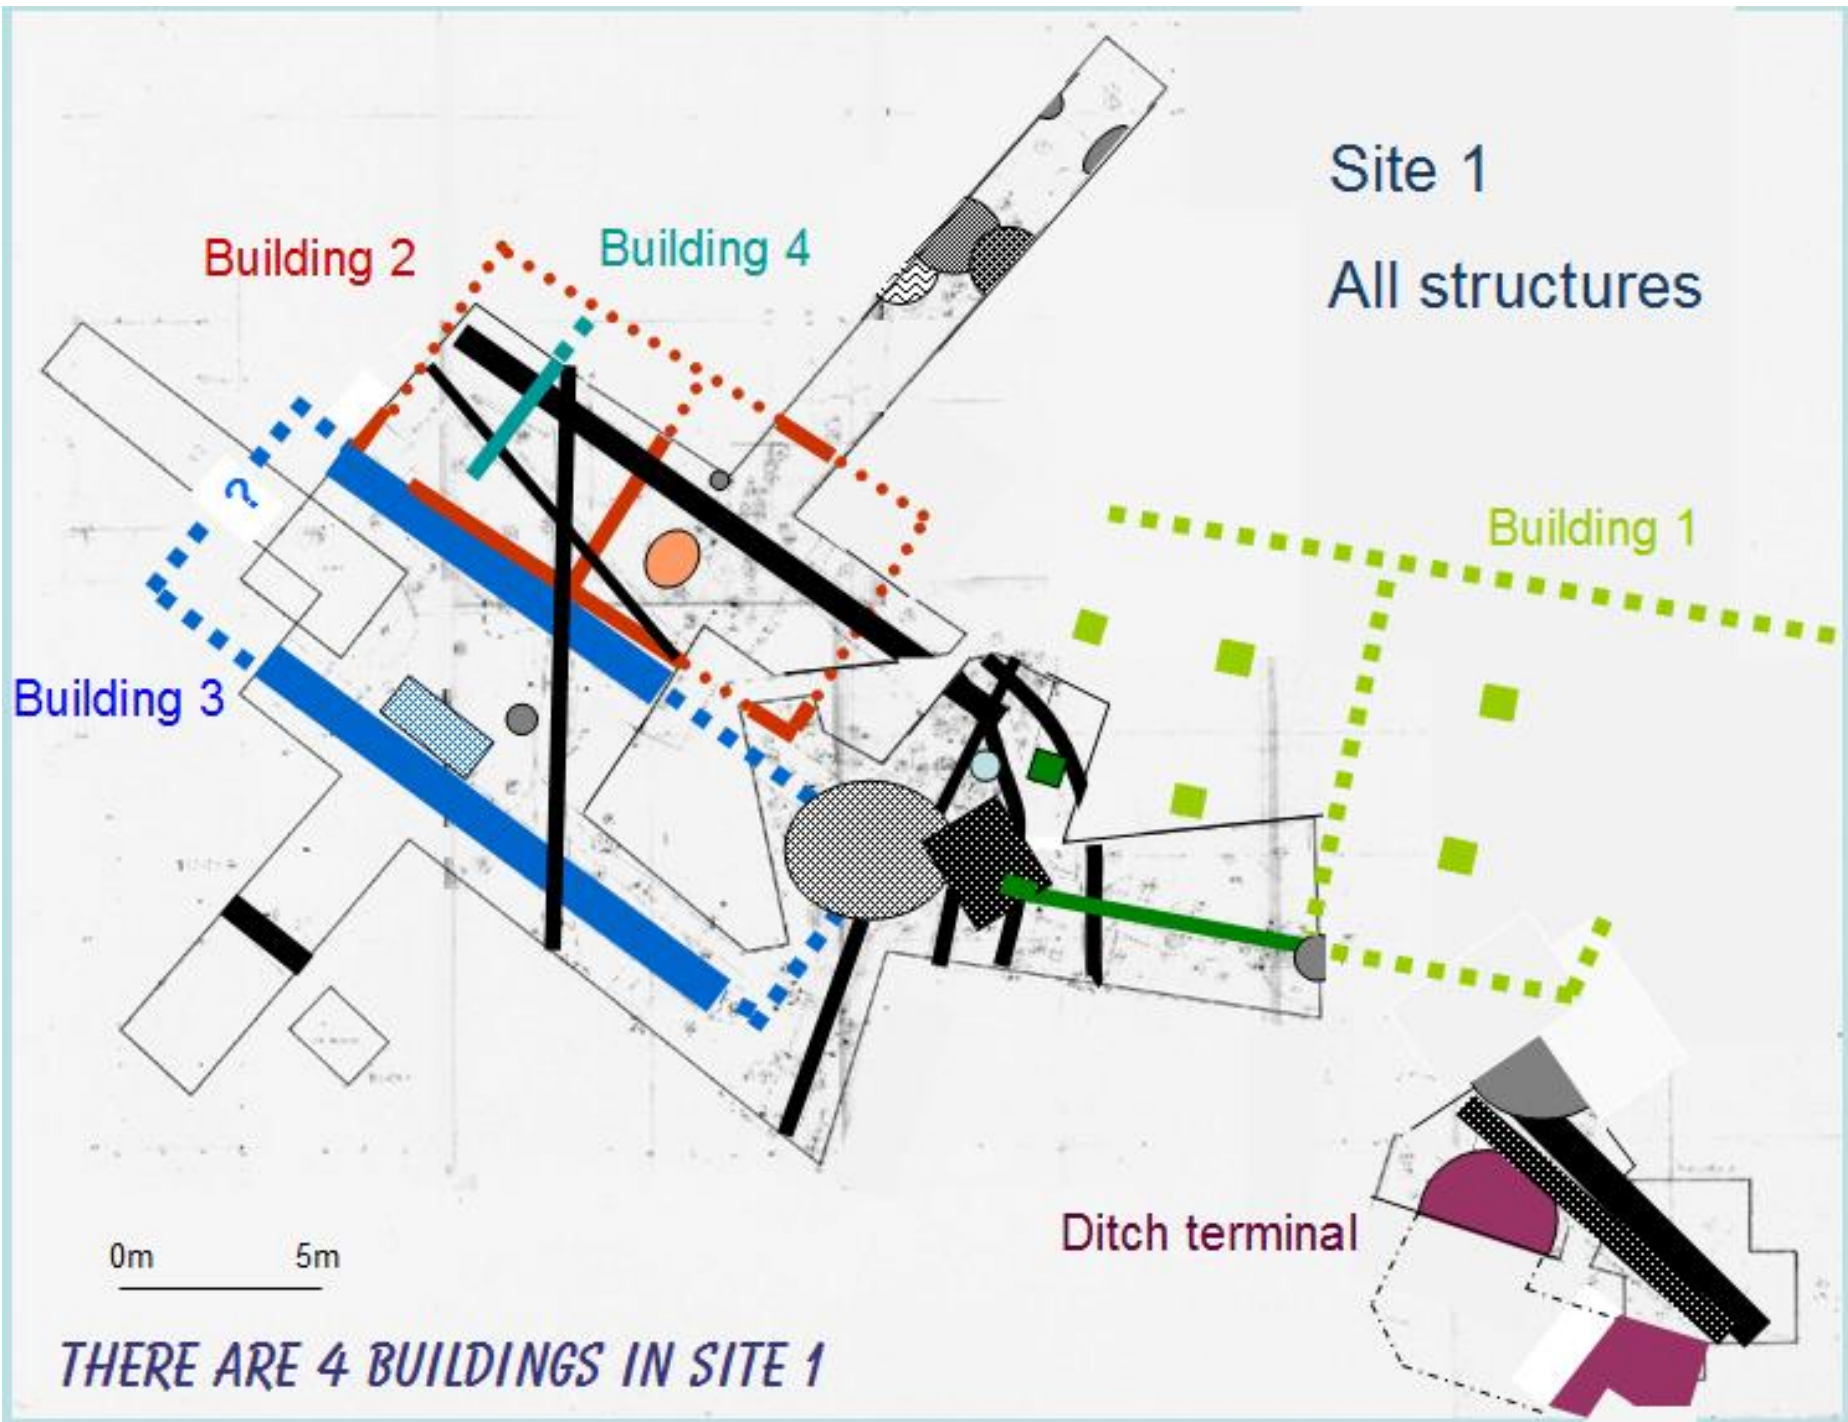 Site 1
All structures
Building 2
Building 4
Building 1
?
Building 3
Ditch terminal
0m 5m
THERE ARE 4 BUILDINGS IN SITE 1